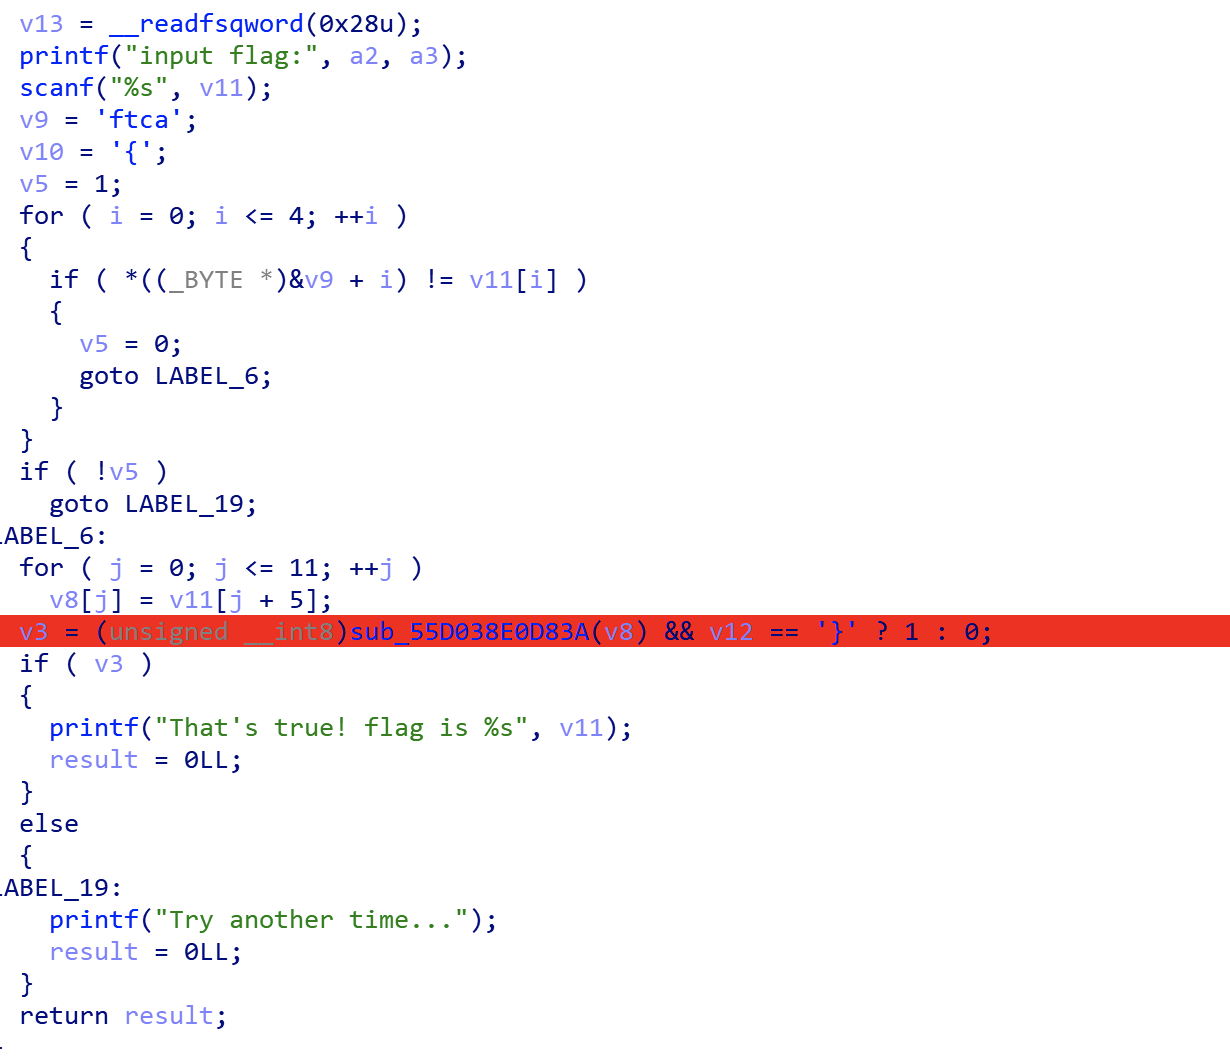 v13 = __readfsqword(0x28u);
printf("input flag:", a2, a3);
scanf("%s", v11);
v9 = 'ftca';
v10 = '{';
v5 = 1;
for ( i = 0; i <= 4; ++i )
{
if ( *((_BYTE *)&v9 + i) != v11[i] )
{
v5 = 0;
goto LABEL_6;
}
}
if ( !v5 )
goto LABEL_19;
LABEL_6:
for ( j = 0; j <= 11; ++j )
v8[j] = v11[j + 5];
v3 = (unsigned __int8)sub_55D038E0D83A(v8) && v12 == '}' ? 1 : 0;
if ( v3 )
{
printf("That's true! flag is %s", v11);
result = 0LL;
}
else
{
LABEL_19:
printf("Try another time...");
result = 0LL;
}
return result;